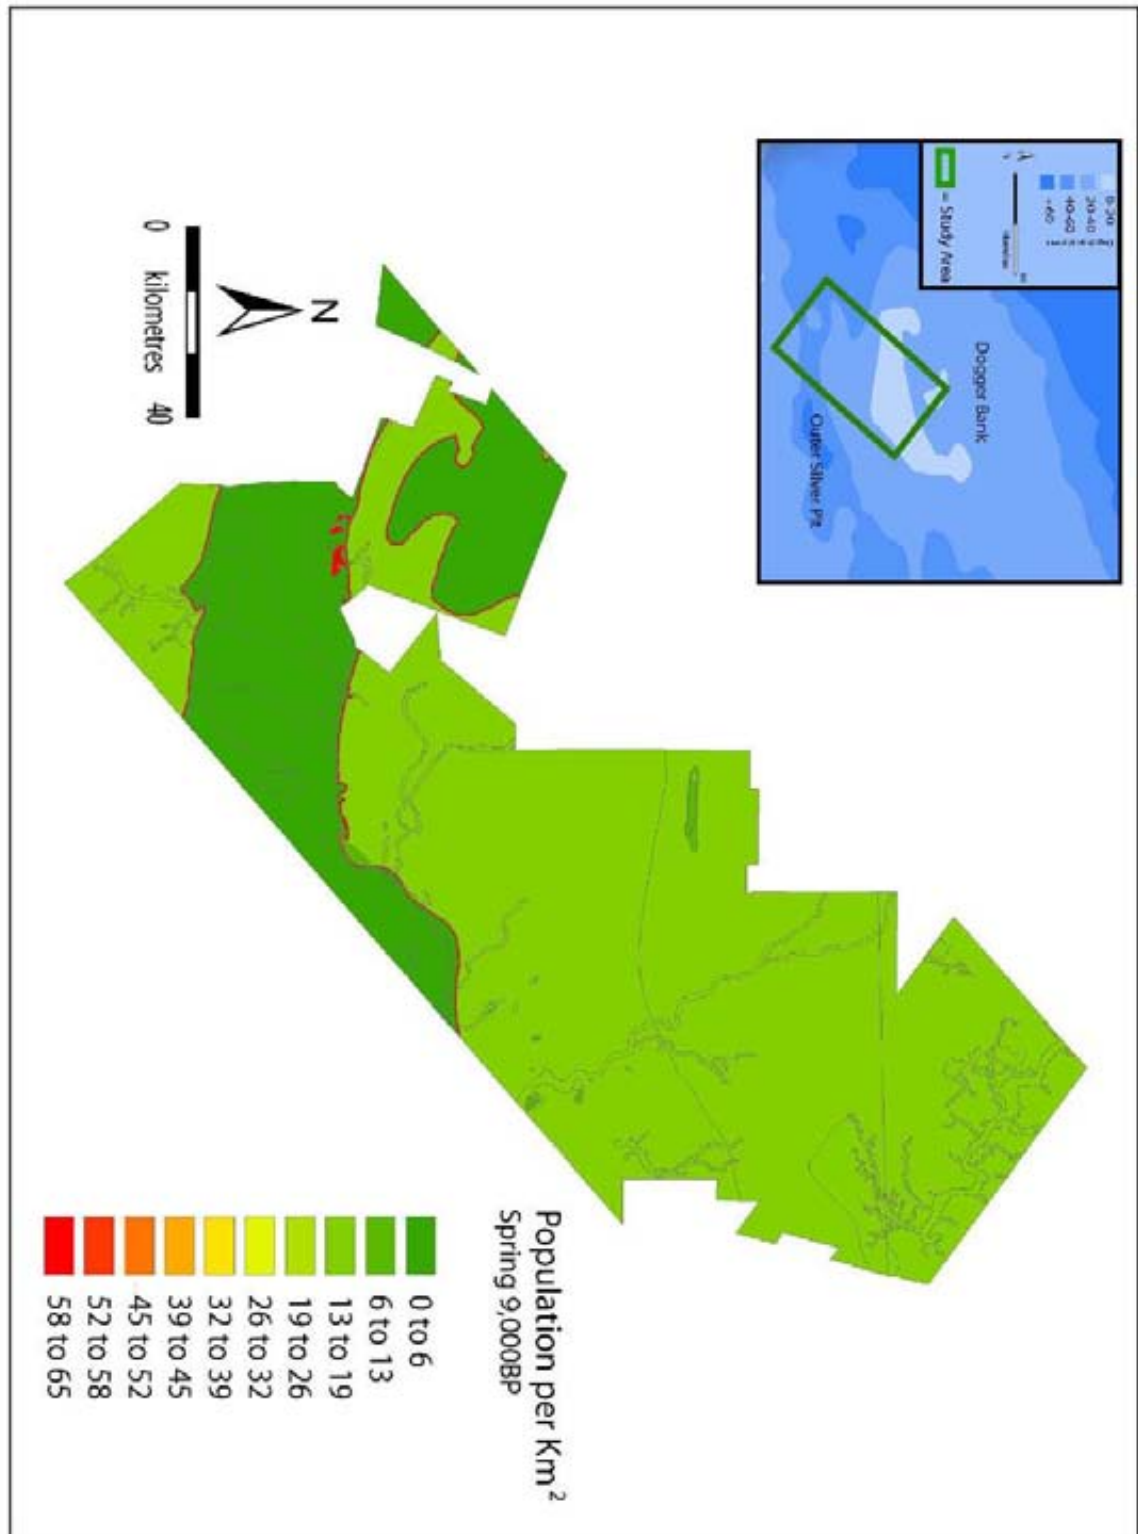 Dogger Bank
Outer Silver Pit
0-20
20-40
40-60
>60
= Study Area
N
0 kilometres 40
Population per Km²
Spring 9,000BP
0 to 6
6 to 13
13 to 19
19 to 26
26 to 32
32 to 39
39 to 45
45 to 52
52 to 58
58 to 65